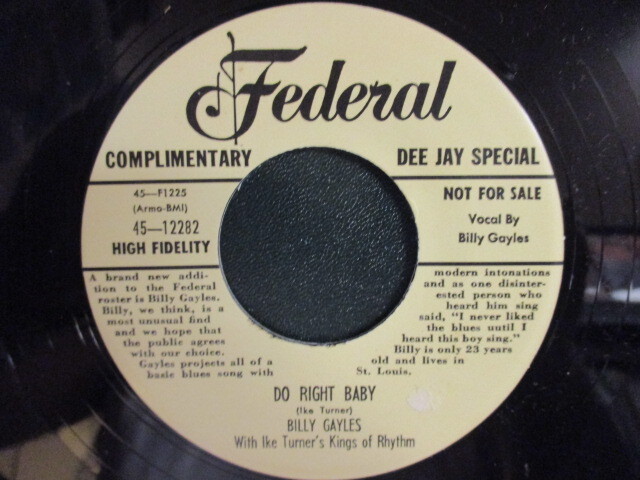 Federal
COMPLIMENTARY
DEE JAY SPECIAL
45—F1225
(Armo-BMI)
45—12282
HIGH FIDELITY
NOT FOR SALE
Vocal By
Billy Gayles
A brand new addi-
tion to the Federal
roster is Billy Gayles.
Billy, we think, is a
most unusual find
and we hope that
the public agrees
with our choice.
Gayles projects all of a
basic blues song with
modern intonations
and as one disinter-
ested person who
heard him sing
said, "I never liked
the blues uutil I
heard this boy sing."
Billy is only 23 years
old and lives in
St. Louis.
DO RIGHT BABY
(Ike Turner)
BILLY GAYLES
With Ike Turner's Kings of Rhythm